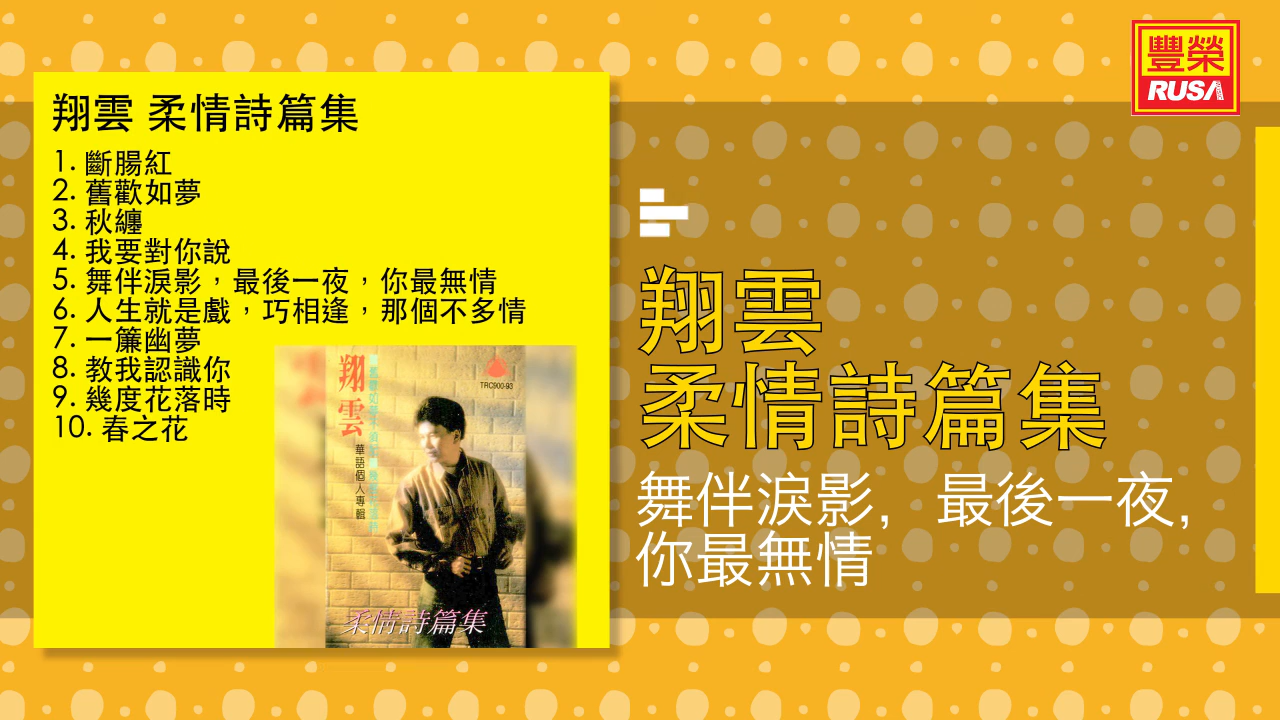 豐榮
RUSA
翔雲 柔情詩篇集
1. 斷腸紅
2. 舊歡如夢
3. 秋纏
4. 我要對你說
5. 舞伴淚影，最後一夜，你最無情
6. 人生就是戲，巧相逢，那個不多情
7. 一簾幽夢
8. 教我認識你
9. 幾度花落時
10. 春之花
翔雲
華語個人專輯
TRC900-93
柔情詩篇集
翔雲
柔情詩篇集
舞伴淚影，最後一夜，
你最無情